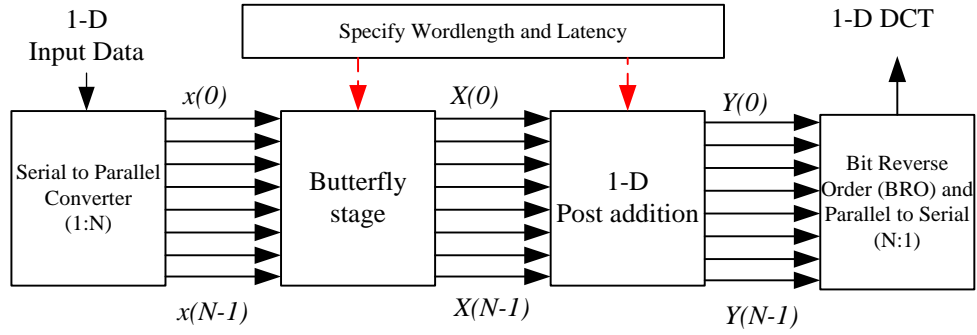 1-D
Input Data
Specify Wordlength and Latency
1-D DCT
x(0)
X(0)
Y(0)
Serial to Parallel
Converter
(1:N)
Butterfly
stage
1-D
Post addition
Bit Reverse
Order (BRO) and
Parallel to Serial
(N:1)
x(N-1)
X(N-1)
Y(N-1)